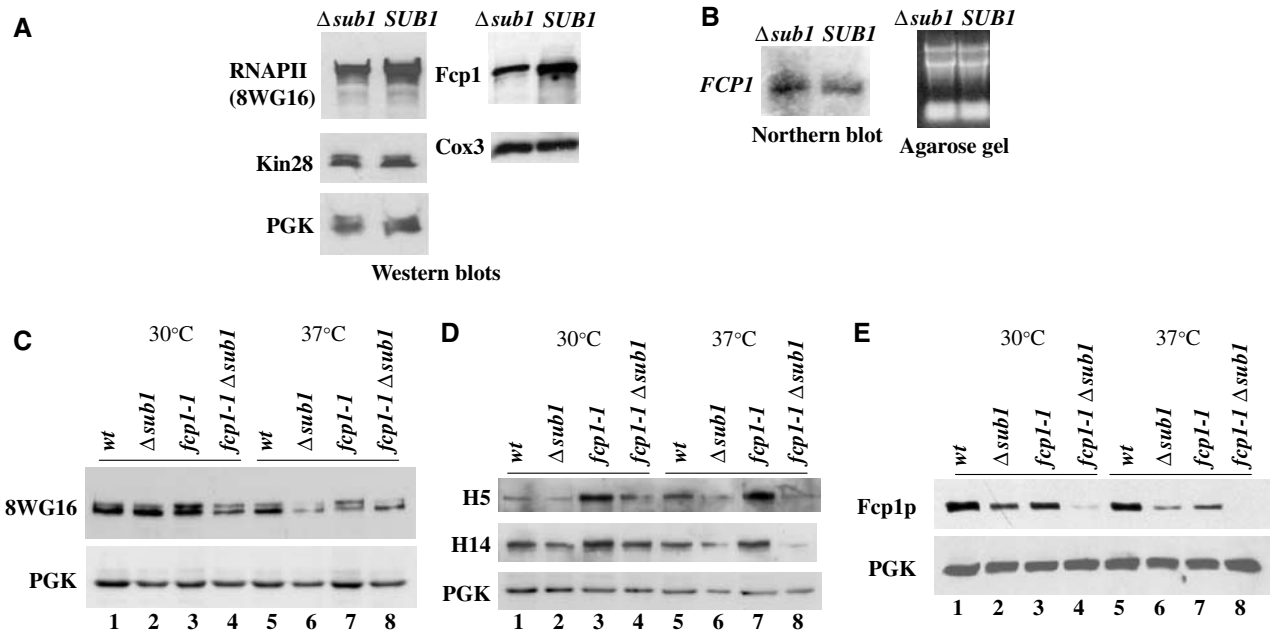 A
Δsub1 SUB1
Δsub1 SUB1
RNAPII
(8WG16)
Fcp1
Kin28
Cox3
PGK
Western blots
B
Δsub1 SUB1
Δsub1 SUB1
FCP1
Northern blot
Agarose gel
C
30°C
37°C
wt
Δsub1
fcp1-1
fcp1-1 Δsub1
wt
Δsub1
fcp1-1
fcp1-1 Δsub1
8WG16
PGK
1 2 3 4 5 6 7 8
D
30°C
37°C
wt
Δsub1
fcp1-1
fcp1-1 Δsub1
wt
Δsub1
fcp1-1
fcp1-1 Δsub1
H5
H14
PGK
1 2 3 4 5 6 7 8
E
30°C
37°C
wt
Δsub1
fcp1-1
fcp1-1 Δsub1
wt
Δsub1
fcp1-1
fcp1-1 Δsub1
Fcp1p
PGK
1 2 3 4 5 6 7 8